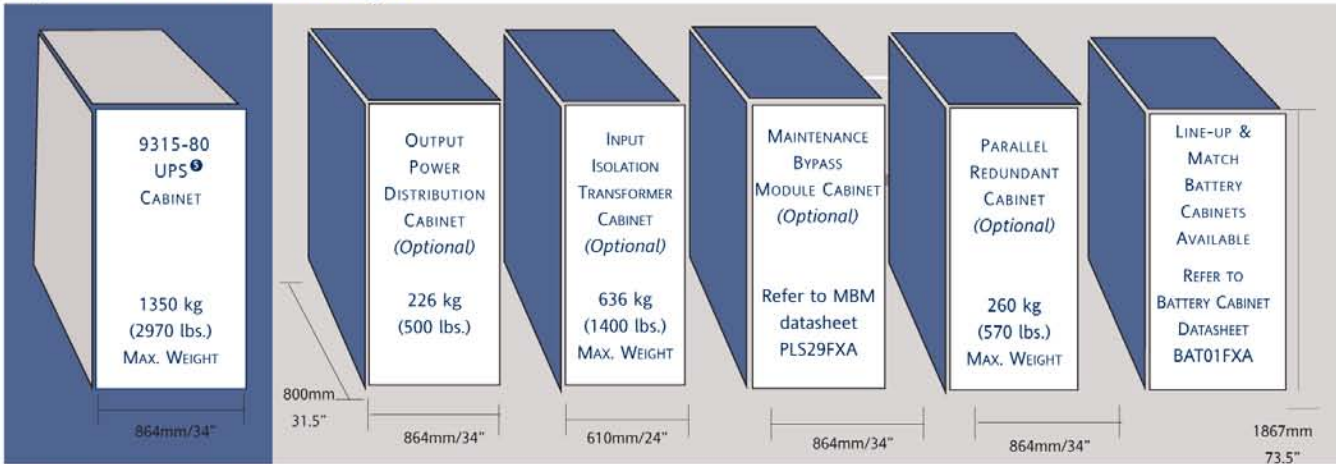 9315-80
UPS❺
CABINET
1350 kg
(2970 lbs.)
MAX. WEIGHT
864mm/34"
OUTPUT
POWER
DISTRIBUTION
CABINET
(Optional)
226 kg
(500 lbs.)
800mm
31.5"
864mm/34"
INPUT
ISOLATION
TRANSFORMER
CABINET
(Optional)
636 kg
(1400 lbs.)
MAX. WEIGHT
610mm/24"
MAINTENANCE
BYPASS
MODULE CABINET
(Optional)
Refer to MBM
datasheet
PLS29FXA
864mm/34"
PARALLEL
REDUNDANT
CABINET
(Optional)
260 kg
(570 lbs.)
MAX. WEIGHT
864mm/34"
LINE-UP &
MATCH
BATTERY
CABINETS
AVAILABLE
REFER TO
BATTERY CABINET
DATASHEET
BAT01FXA
1867mm
73.5"